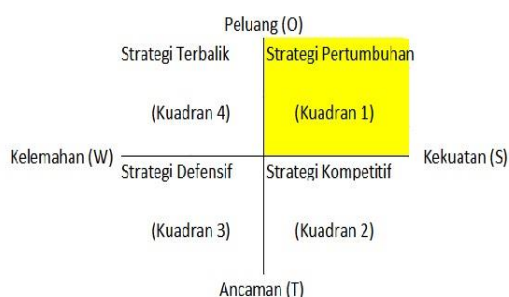 Peluang (O)
Strategi Terbalik
Strategi Pertumbuhan
(Kuadran 4)
(Kuadran 1)
Kelemahan (W)
Kekuatan (S)
Strategi Defensif
Strategi Kompetitif
(Kuadran 3)
(Kuadran 2)
Ancaman (T)